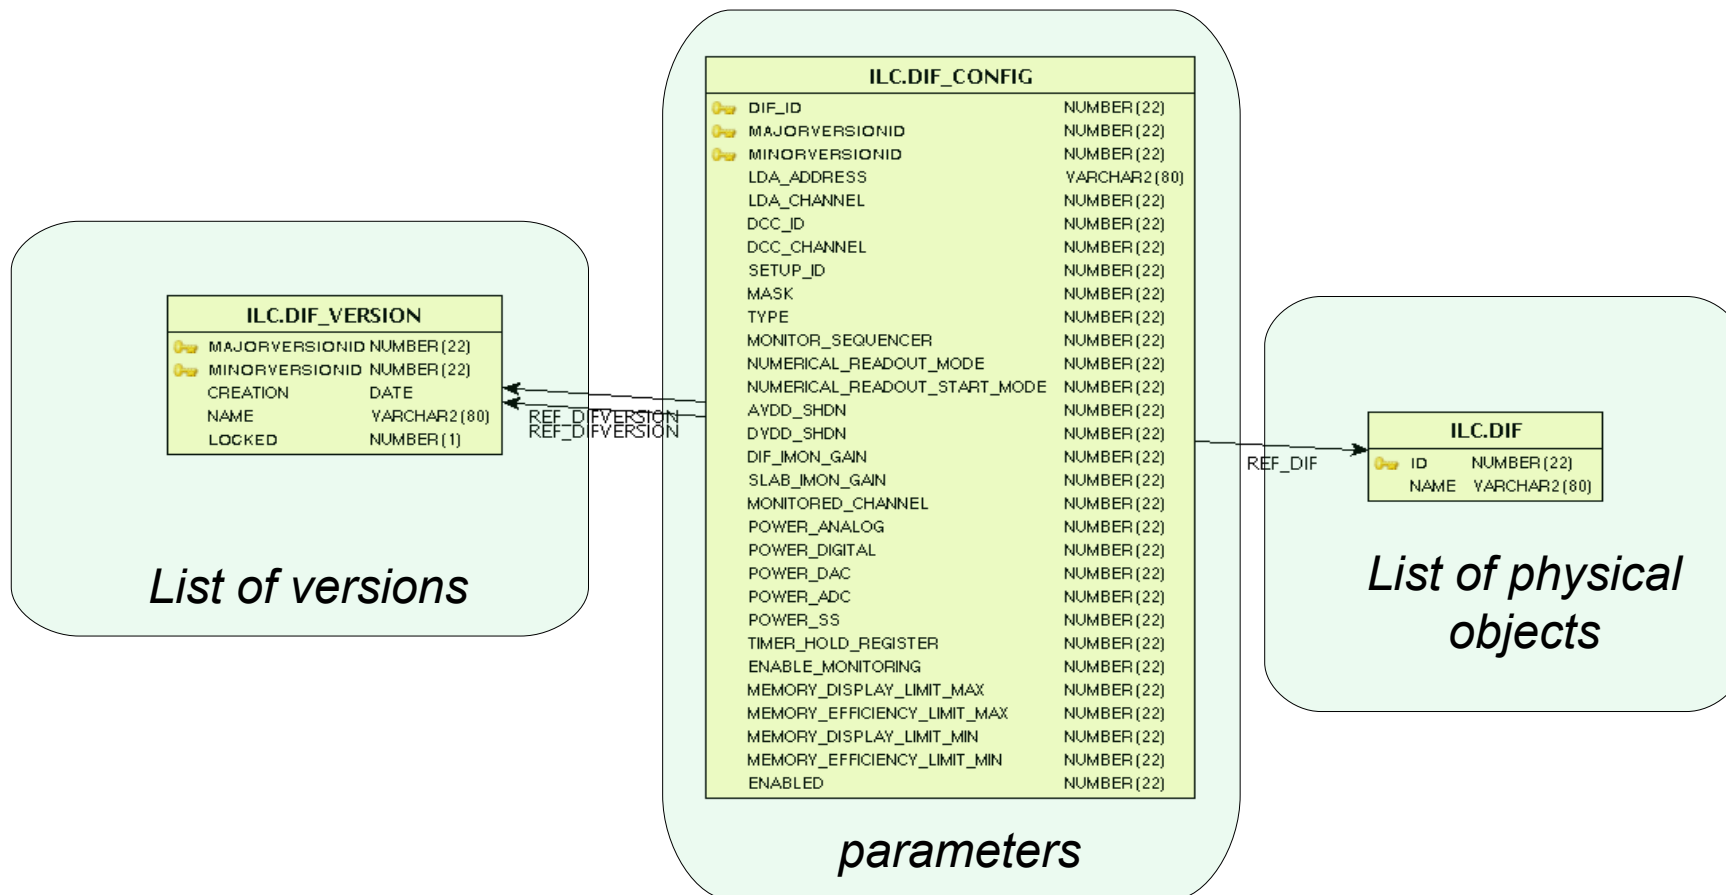 ILC.DIF_CONFIG
DIF_ID NUMBER(22)
MAJORVERSIONID NUMBER(22)
MINORVERSIONID NUMBER(22)
LDA_ADDRESS VARCHAR2(80)
LDA_CHANNEL NUMBER(22)
DCC_ID NUMBER(22)
DCC_CHANNEL NUMBER(22)
SETUP_ID NUMBER(22)
MASK NUMBER(22)
TYPE NUMBER(22)
MONITOR_SEQUENCER NUMBER(22)
NUMERICAL_READOUT_MODE NUMBER(22)
NUMERICAL_READOUT_START_MODE NUMBER(22)
AVDD_SHDN NUMBER(22)
DVDD_SHDN NUMBER(22)
DIF_IMON_GAIN NUMBER(22)
SLAB_IMON_GAIN NUMBER(22)
MONITORED_CHANNEL NUMBER(22)
POWER_ANALOG NUMBER(22)
POWER_DIGITAL NUMBER(22)
POWER_DAC NUMBER(22)
POWER_ADC NUMBER(22)
POWER_SS NUMBER(22)
TIMER_HOLD_REGISTER NUMBER(22)
ENABLE_MONITORING NUMBER(22)
MEMORY_DISPLAY_LIMIT_MAX NUMBER(22)
MEMORY_EFFICIENCY_LIMIT_MAX NUMBER(22)
MEMORY_DISPLAY_LIMIT_MIN NUMBER(22)
MEMORY_EFFICIENCY_LIMIT_MIN NUMBER(22)
ENABLED NUMBER(22)
parameters
ILC.DIF_VERSION
MAJORVERSIONID NUMBER(22)
MINORVERSIONID NUMBER(22)
CREATION DATE
NAME VARCHAR2(80)
LOCKED NUMBER(1)
List of versions
REF_DIFVERSION
REF_DIFVERSION
REF_DIF
ILC.DIF
ID NUMBER(22)
NAME VARCHAR2(80)
List of physical
objects